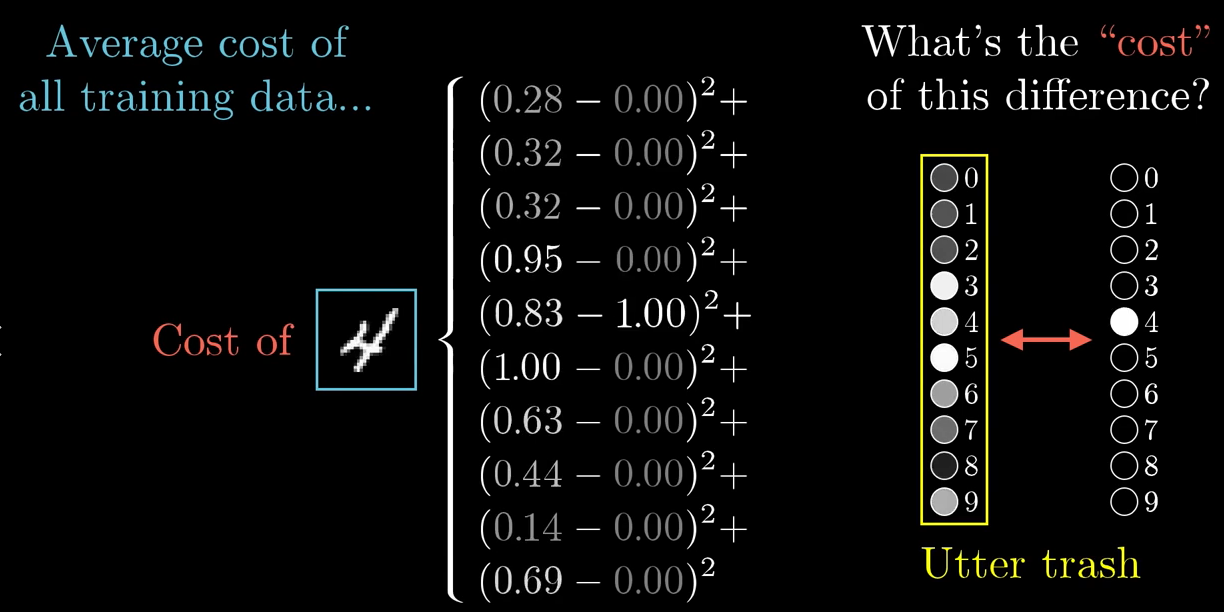 Average cost of
all training data...
What's the “cost”
of this difference?
Cost of
(0.28 − 0.00)²+
(0.32 − 0.00)²+
(0.32 − 0.00)²+
(0.95 − 0.00)²+
(0.83 − 1.00)²+
(1.00 − 0.00)²+
(0.63 − 0.00)²+
(0.44 − 0.00)²+
(0.14 − 0.00)²+
(0.69 − 0.00)²
4
0
1
2
3
4
5
6
7
8
9
0
1
2
3
4
5
6
7
8
9
Utter trash